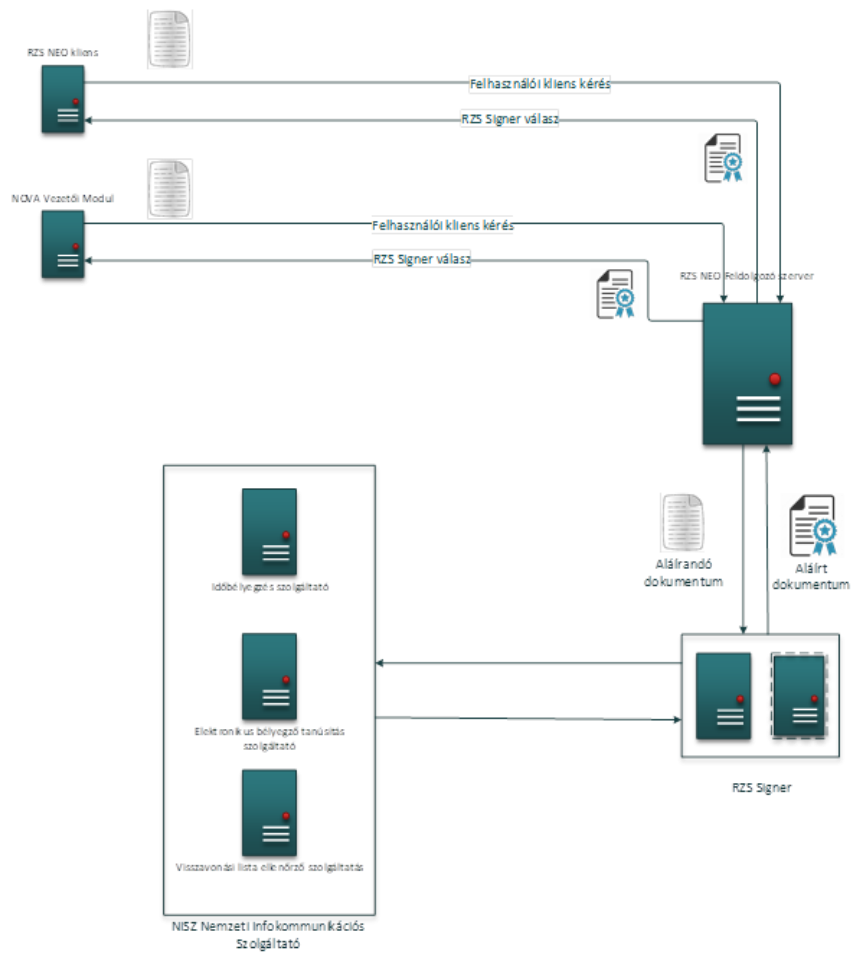 RZS NEO kliens
Felhasználói kliens kérés
RZS Signer válasz
NOVA Vezetői Modul
Felhasználói kliens kérés
RZS Signer válasz
RZS NEO Feldolgozó szerver
Időbélyegzés szolgáltató
Aláírandó
dokumentum
Aláírt
dokumentum
Elektronikus bélyegző tanúsítás
szolgáltató
RZS Signer
Visszavonási lista ellenőrző szolgáltatás
NISZ Nemzeti Infokommunikációs
Szolgáltató